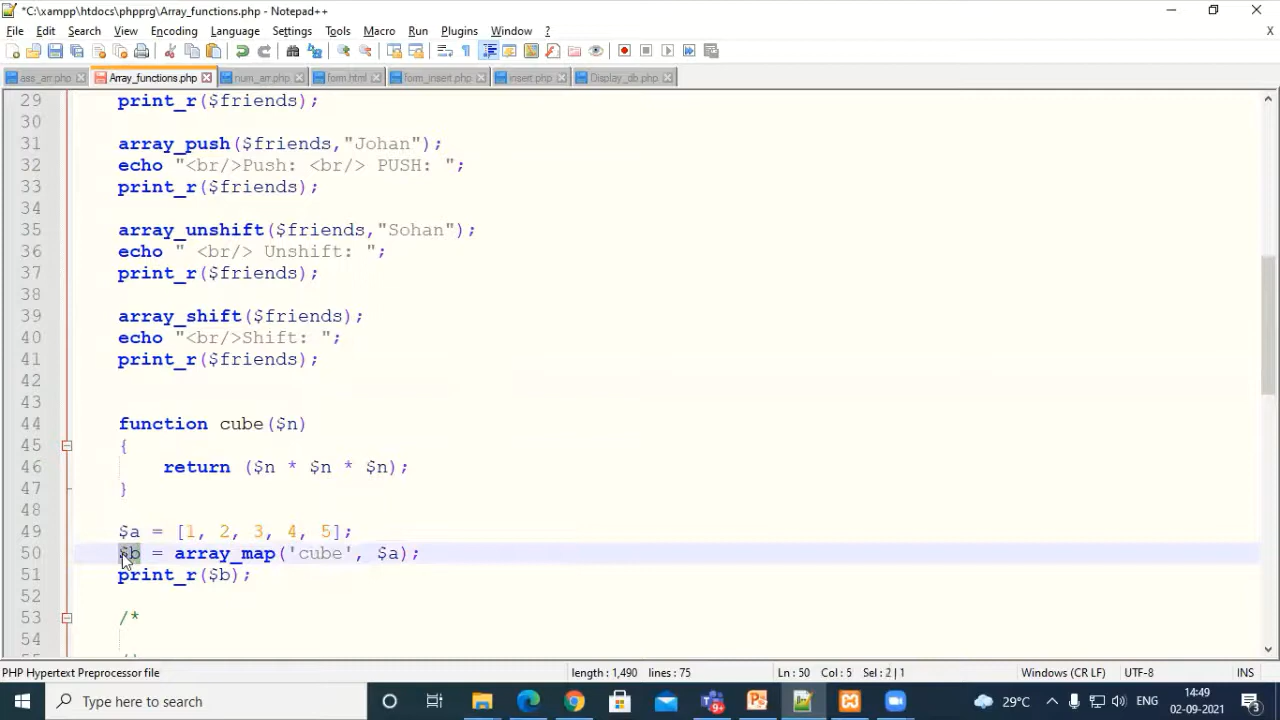 *C:\xampp\htdocs\phpprg\Array_functions.php - Notepad++
File Edit Search View Encoding Language Settings Tools Macro Run Plugins Window ?
X
ass_arr.php Array_functions.php num_arr.php form.html form_insert.php insert.php Display_db.php
29 print_r($friends);
30
31 array_push($friends,"Johan");
32 echo "<br/>Push: <br/> PUSH: ";
33 print_r($friends);
34
35 array_unshift($friends,"Sohan");
36 echo " <br/> Unshift: ";
37 print_r($friends);
38
39 array_shift($friends);
40 echo "<br/>Shift: ";
41 print_r($friends);
42
43
44 function cube($n)
45 {
46 return ($n * $n * $n);
47 }
48
49 $a = [1, 2, 3, 4, 5];
50 $b = array_map('cube', $a);
51 print_r($b);
52
53 /*
54
PHP Hypertext Preprocessor file length : 1,490 lines : 75 Ln : 50 Col : 5 Sel : 2 | 1 Windows (CR LF) UTF-8 INS
Type here to search 9+ 29°C ENG 14:49
02-09-2021 3